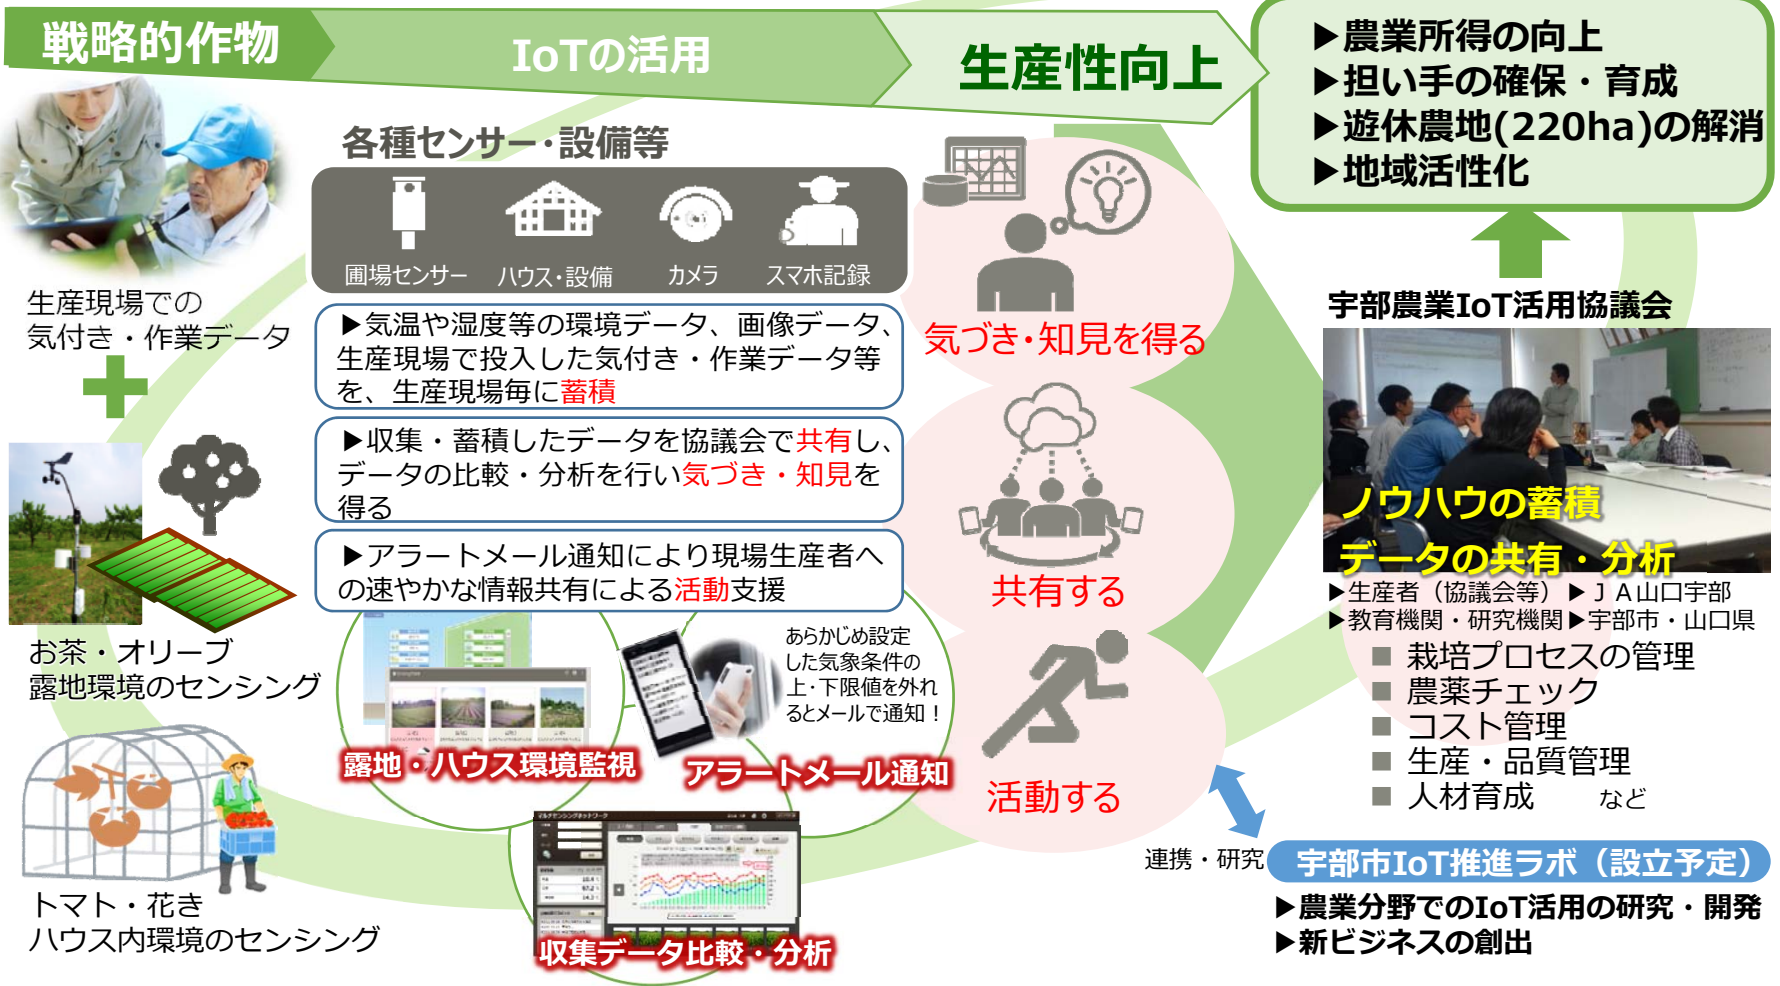 戦略的作物
IoTの活用
生産性向上
▶農業所得の向上
▶担い手の確保・育成
▶遊休農地(220ha)の解消
▶地域活性化
生産現場での
気付き・作業データ
お茶・オリーブ
露地環境のセンシング
トマト・花き
ハウス内環境のセンシング
各種センサー・設備等
圃場センサー
ハウス・設備
カメラ
スマホ記録
▶気温や湿度等の環境データ、画像データ、
生産現場で投入した気付き・作業データ等
を、生産現場毎に蓄積
▶収集・蓄積したデータを協議会で共有し、
データの比較・分析を行い気づき・知見を
得る
▶アラートメール通知により現場生産者へ
の速やかな情報共有による活動支援
露地・ハウス環境監視
あらかじめ設定
した気象条件の
上・下限値を外れ
るとメールで通知！
アラートメール通知
マルチセンシングネットワーク
収集データ比較・分析
気づき・知見を得る
共有する
活動する
宇部農業IoT活用協議会
ノウハウの蓄積
データの共有・分析
▶生産者（協議会等）▶ＪＡ山口宇部
▶教育機関・研究機関▶宇部市・山口県
■ 栽培プロセスの管理
■ 農薬チェック
■ コスト管理
■ 生産・品質管理
■ 人材育成 など
連携・研究
宇部市IoT推進ラボ（設立予定）
▶農業分野でのIoT活用の研究・開発
▶新ビジネスの創出